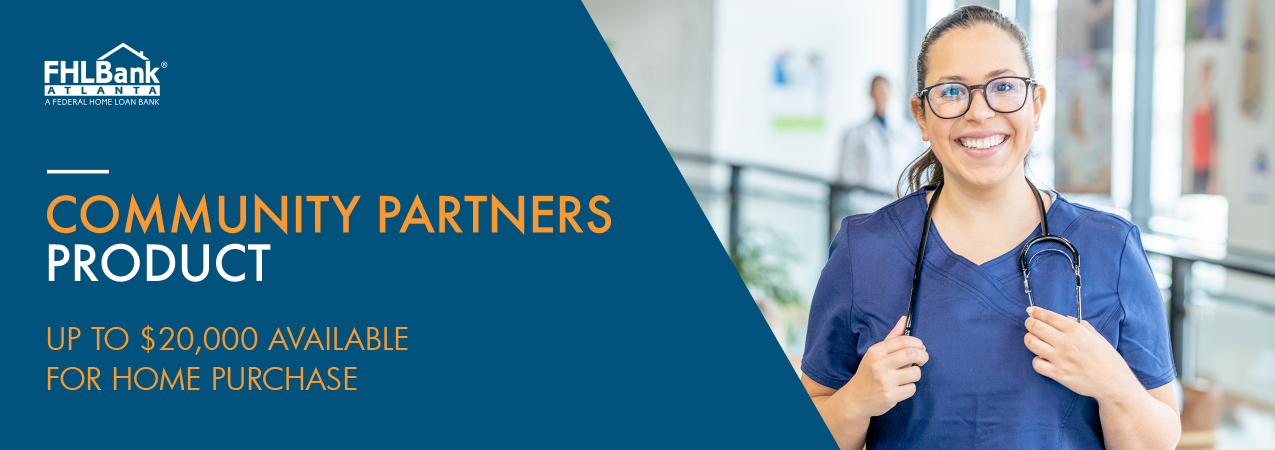 FHLBank®
ATLANTA
A FEDERAL HOME LOAN BANK
COMMUNITY PARTNERS
PRODUCT
UP TO $20,000 AVAILABLE
FOR HOME PURCHASE